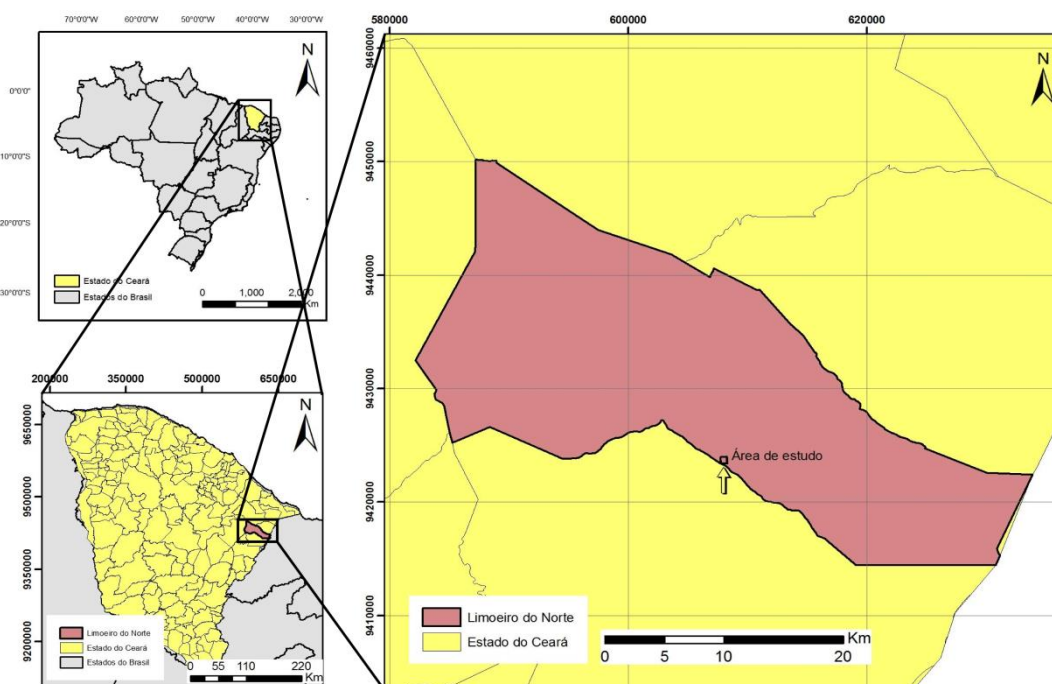 70°0'0"W 60°0'0"W 50°0'0"W 40°0'0"W 30°0'0"W
0°0'0"
10°0'0"S
20°0'0"S
30°0'0"S
N
Estado do Ceará
Estados do Brasil
0 1,000 2,000
Km
200000 350000 500000 650000
9650000
9500000
9350000
9200000
N
Limoeiro do Norte
Estado do Ceará
Estados do Brasil
0 55 110 220
Km
580000 600000 620000
9460000
9450000
9440000
9430000
9420000
9410000
N
Área de estudo
Limoeiro do Norte
Estado do Ceará
Km
0 5 10 20